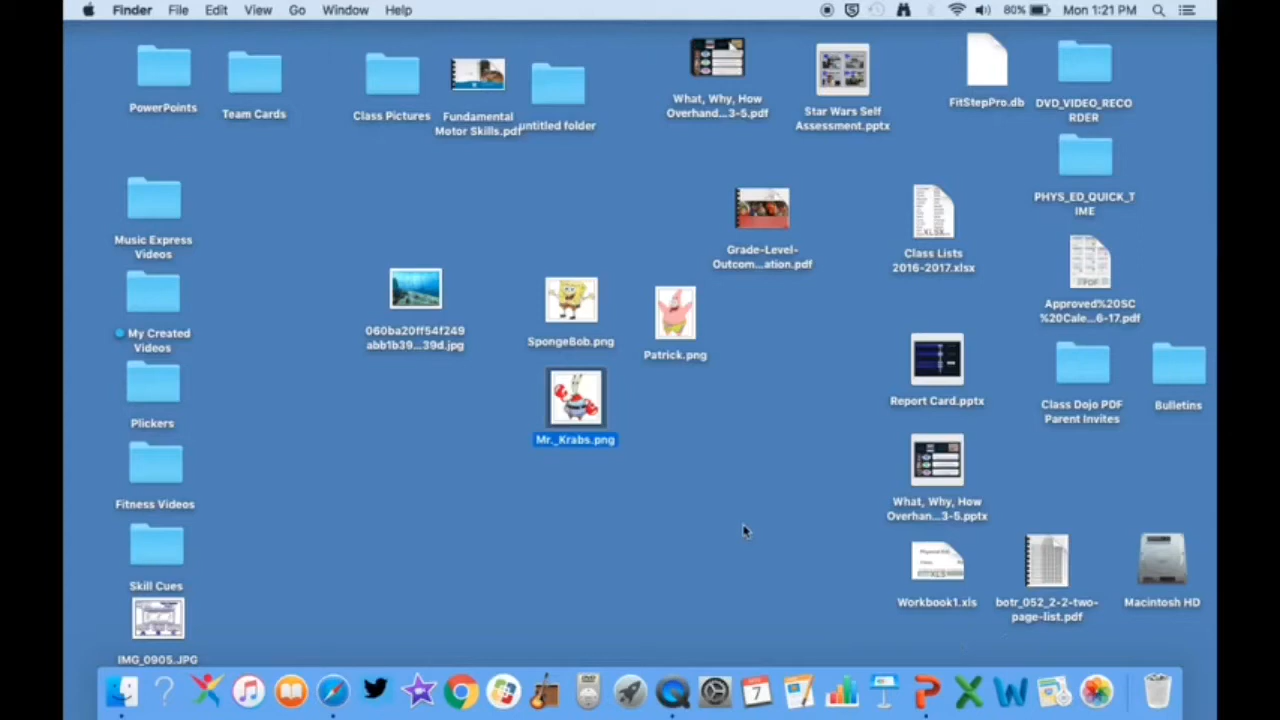 Finder File Edit View Go Window Help
80% Mon 1:21 PM
PowerPoints
Team Cards
Class Pictures
Fundamental
Motor Skills.pdf
untitled folder
What, Why, How
Overhand...3-5.pdf
Star Wars Self
Assessment.pptx
FitStepPro.db
DVD_VIDEO_RECO
RDER
PHYS_ED_QUICK_T
IME
Music Express
Videos
Grade-Level-
Outcom...ation.pdf
XLSX
Class Lists
2016-2017.xlsx
PDF
Approved%20SC
%20Cale...6-17.pdf
060ba20ff54f249
abb1b39...39d.jpg
SpongeBob.png
Patrick.png
My Created
Videos
Mr._Krabs.png
Report Card.pptx
Class Dojo PDF
Parent Invites
Bulletins
Plickers
Fitness Videos
What, Why, How
Overhan...3-5.pptx
Skill Cues
XLS
Workbook1.xls
botr_052_2-2-two-
page-list.pdf
Macintosh HD
IMG_0905.JPG
7